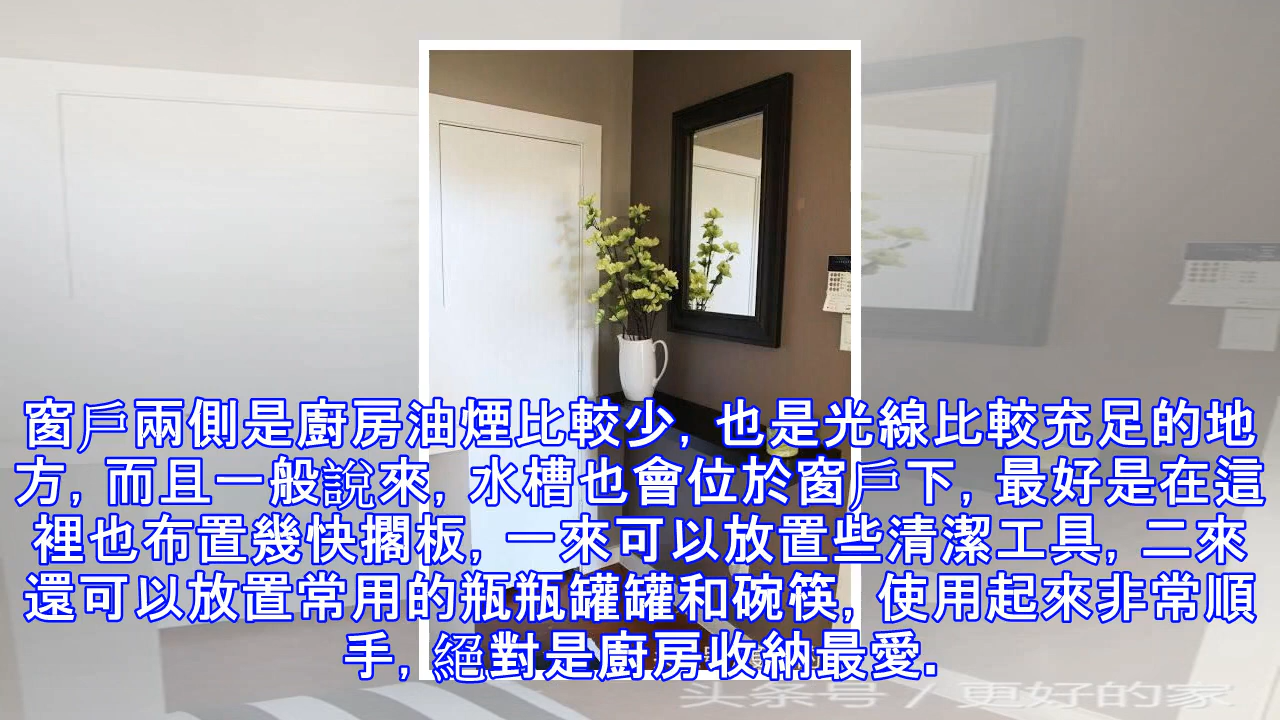 窗戶兩側是廚房油煙比較少, 也是光線比較充足的地
方, 而且一般說來, 水槽也會位於窗戶下, 最好是在這
裡也布置幾快擱板, 一來可以放置些清潔工具, 二來
還可以放置常用的瓶瓶罐罐和碗筷, 使用起來非常順
手, 絕對是廚房收納最愛.
头条号 / 更好的家